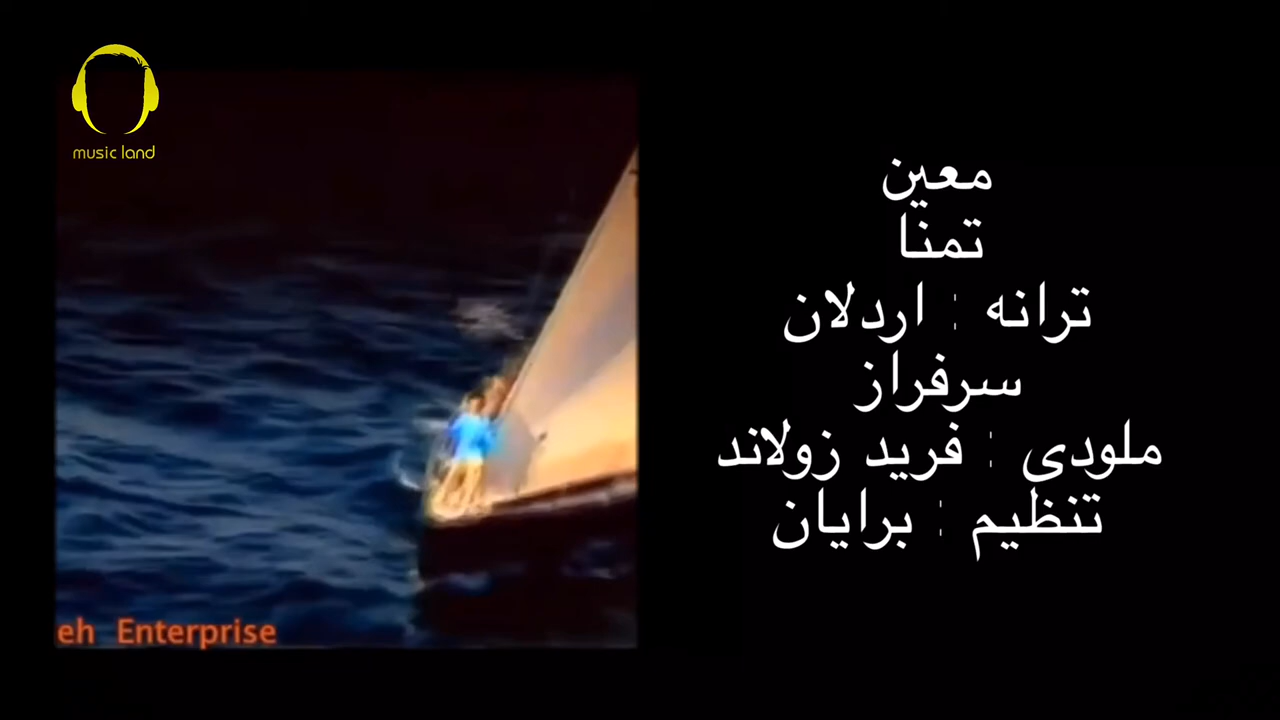 music land
معین
تمنا
ترانه : اردلان
سرفراز
ملودی : فرید زولاند
تنظیم : برایان
eh Enterprise